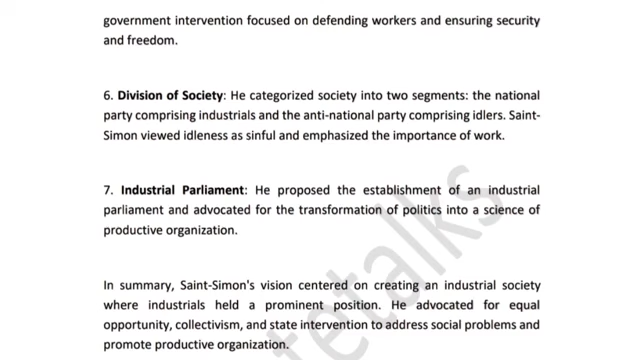 government intervention focused on defending workers and ensuring security
and freedom.
6. Division of Society: He categorized society into two segments: the national
party comprising industrials and the anti-national party comprising idlers. Saint-
Simon viewed idleness as sinful and emphasized the importance of work.
7. Industrial Parliament: He proposed the establishment of an industrial
parliament and advocated for the transformation of politics into a science of
productive organization.
In summary, Saint-Simon's vision centered on creating an industrial society
where industrials held a prominent position. He advocated for equal
opportunity, collectivism, and state intervention to address social problems and
promote productive organization.